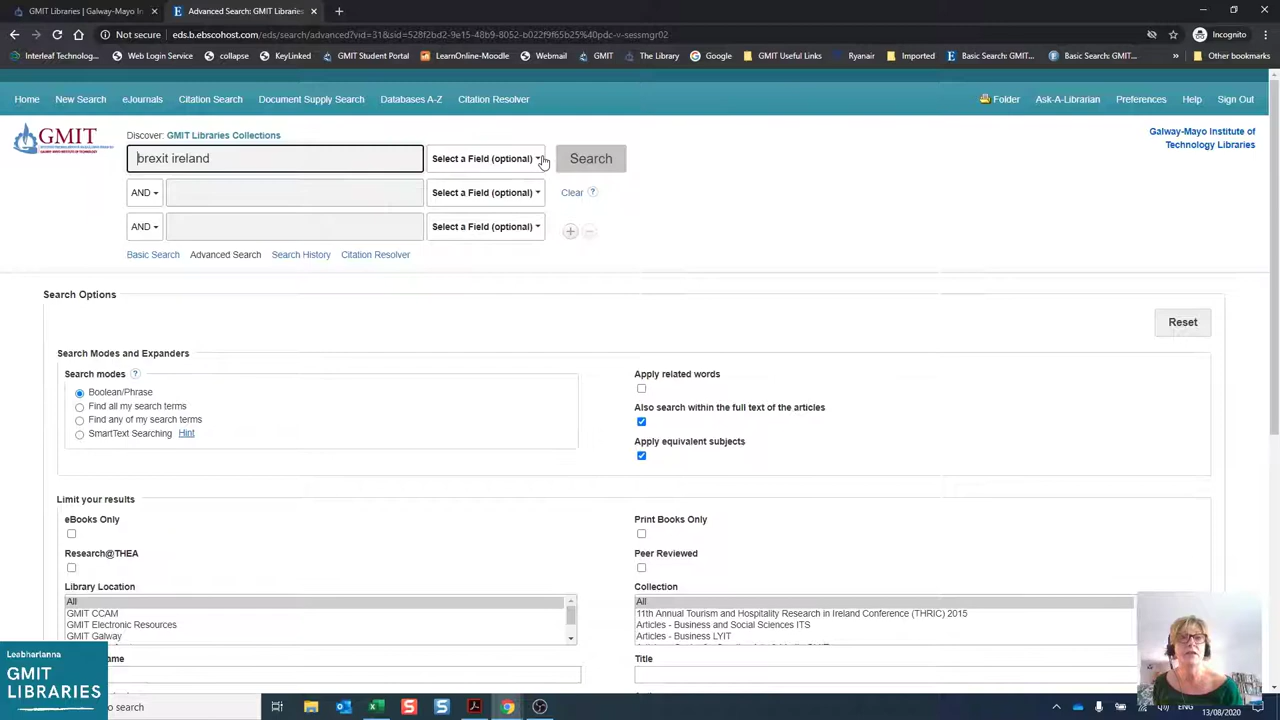 GMIT Libraries | Galway-Mayo In
Advanced Search: EDS
Not secure
eds.b.ebscohost.com/eds/advanced?vid=31&sid=528f2bd2-9e15-48b9-8052-b022f9f65b25%40pdc-v-sessmgr02
Incognito
Interleaf Technolog...
Web Login Service
collapse
KeyLinked
GMIT Student Portal
LearnOnline-Moodle
Webmail
The Library
Google
Useful Links
Ryanair
Imported
Basic Search: GMIT...
Basic Search: GMIT...
Other bookmarks
Home
New Search
eJournals
Citation Search
Document Supply Search
Databases A-Z
Citation Resolver
Folder
Ask-A-Librarian
Preferences
Help
Sign Out
GMIT
Discover: GMIT Libraries Collections
Galway-Mayo Institute of
Technology Libraries
brexit ireland
Select a Field (optional)
Search
AND
Select a Field (optional)
Clear
?
AND
Select a Field (optional)
Basic Search
Advanced Search
Search History
Citation Resolver
Search Options
Reset
Search Modes and Expanders
Search modes ?
Boolean/Phrase
Find all my search terms
Find any of my search terms
SmartText Searching Hint
Apply related words
Also search within the full text of the articles
Apply equivalent subjects
Limit your results
eBooks Only
Print Books Only
Research@THEA
Peer Reviewed
Library Location
All
GMIT CCAM
GMIT Electronic Resources
GMIT Galway
Collection
All
11th Annual Tourism and Hospitality Research in Ireland Conference (THRIC) 2015
Articles - Business and Social Sciences ITS
Articles - Business LYIT
Title
Leabharlanna
GMIT
LIBRARIES
o search
ENG
13/08/2020